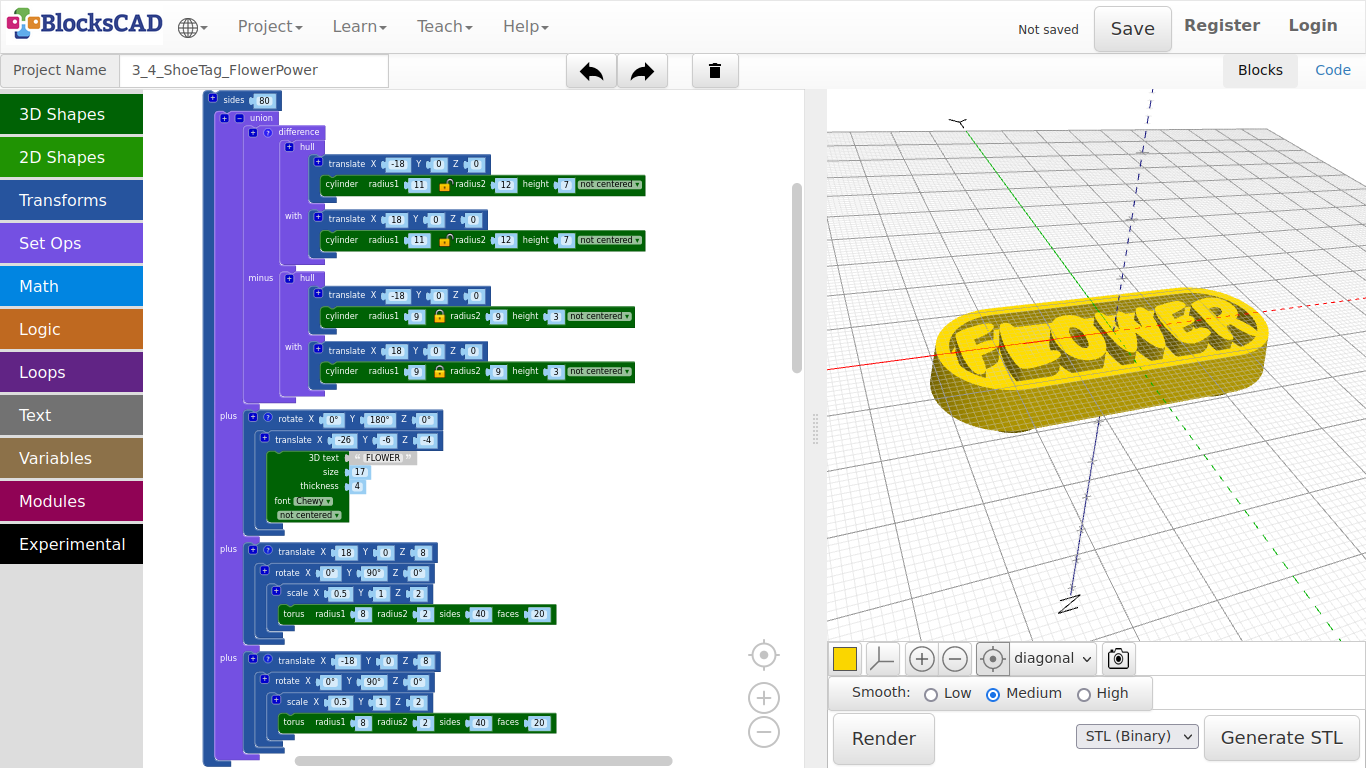 BlocksCAD Project Learn Teach Help Not saved Save Register Login
Project Name 3_4_ShoeTag_FlowerPower Blocks Code
3D Shapes
2D Shapes
Transforms
Set Ops
Math
Logic
Loops
Text
Variables
Modules
Experimental
sides 80
union
difference
hull
translate X -18 Y 0 Z 0
cylinder radius1 11 radius2 12 height 7 not centered
with translate X 18 Y 0 Z 0
cylinder radius1 11 radius2 12 height 7 not centered
minus hull
translate X -18 Y 0 Z 0
cylinder radius1 9 radius2 9 height 3 not centered
with translate X 18 Y 0 Z 0
cylinder radius1 9 radius2 9 height 3 not centered
plus rotate X 0° Y 180° Z 0°
translate X -26 Y -6 Z -4
3D text “ FLOWER ”
size 17
thickness 4
font Chewy
not centered
plus translate X 18 Y 0 Z 8
rotate X 0° Y 90° Z 0°
scale X 0.5 Y 1 Z 2
torus radius1 8 radius2 2 sides 40 faces 20
plus translate X -18 Y 0 Z 8
rotate X 0° Y 90° Z 0°
scale X 0.5 Y 1 Z 2
torus radius1 8 radius2 2 sides 40 faces 20
Y
FLOWER
Z
diagonal
Smooth: Low Medium High
Render STL (Binary) Generate STL